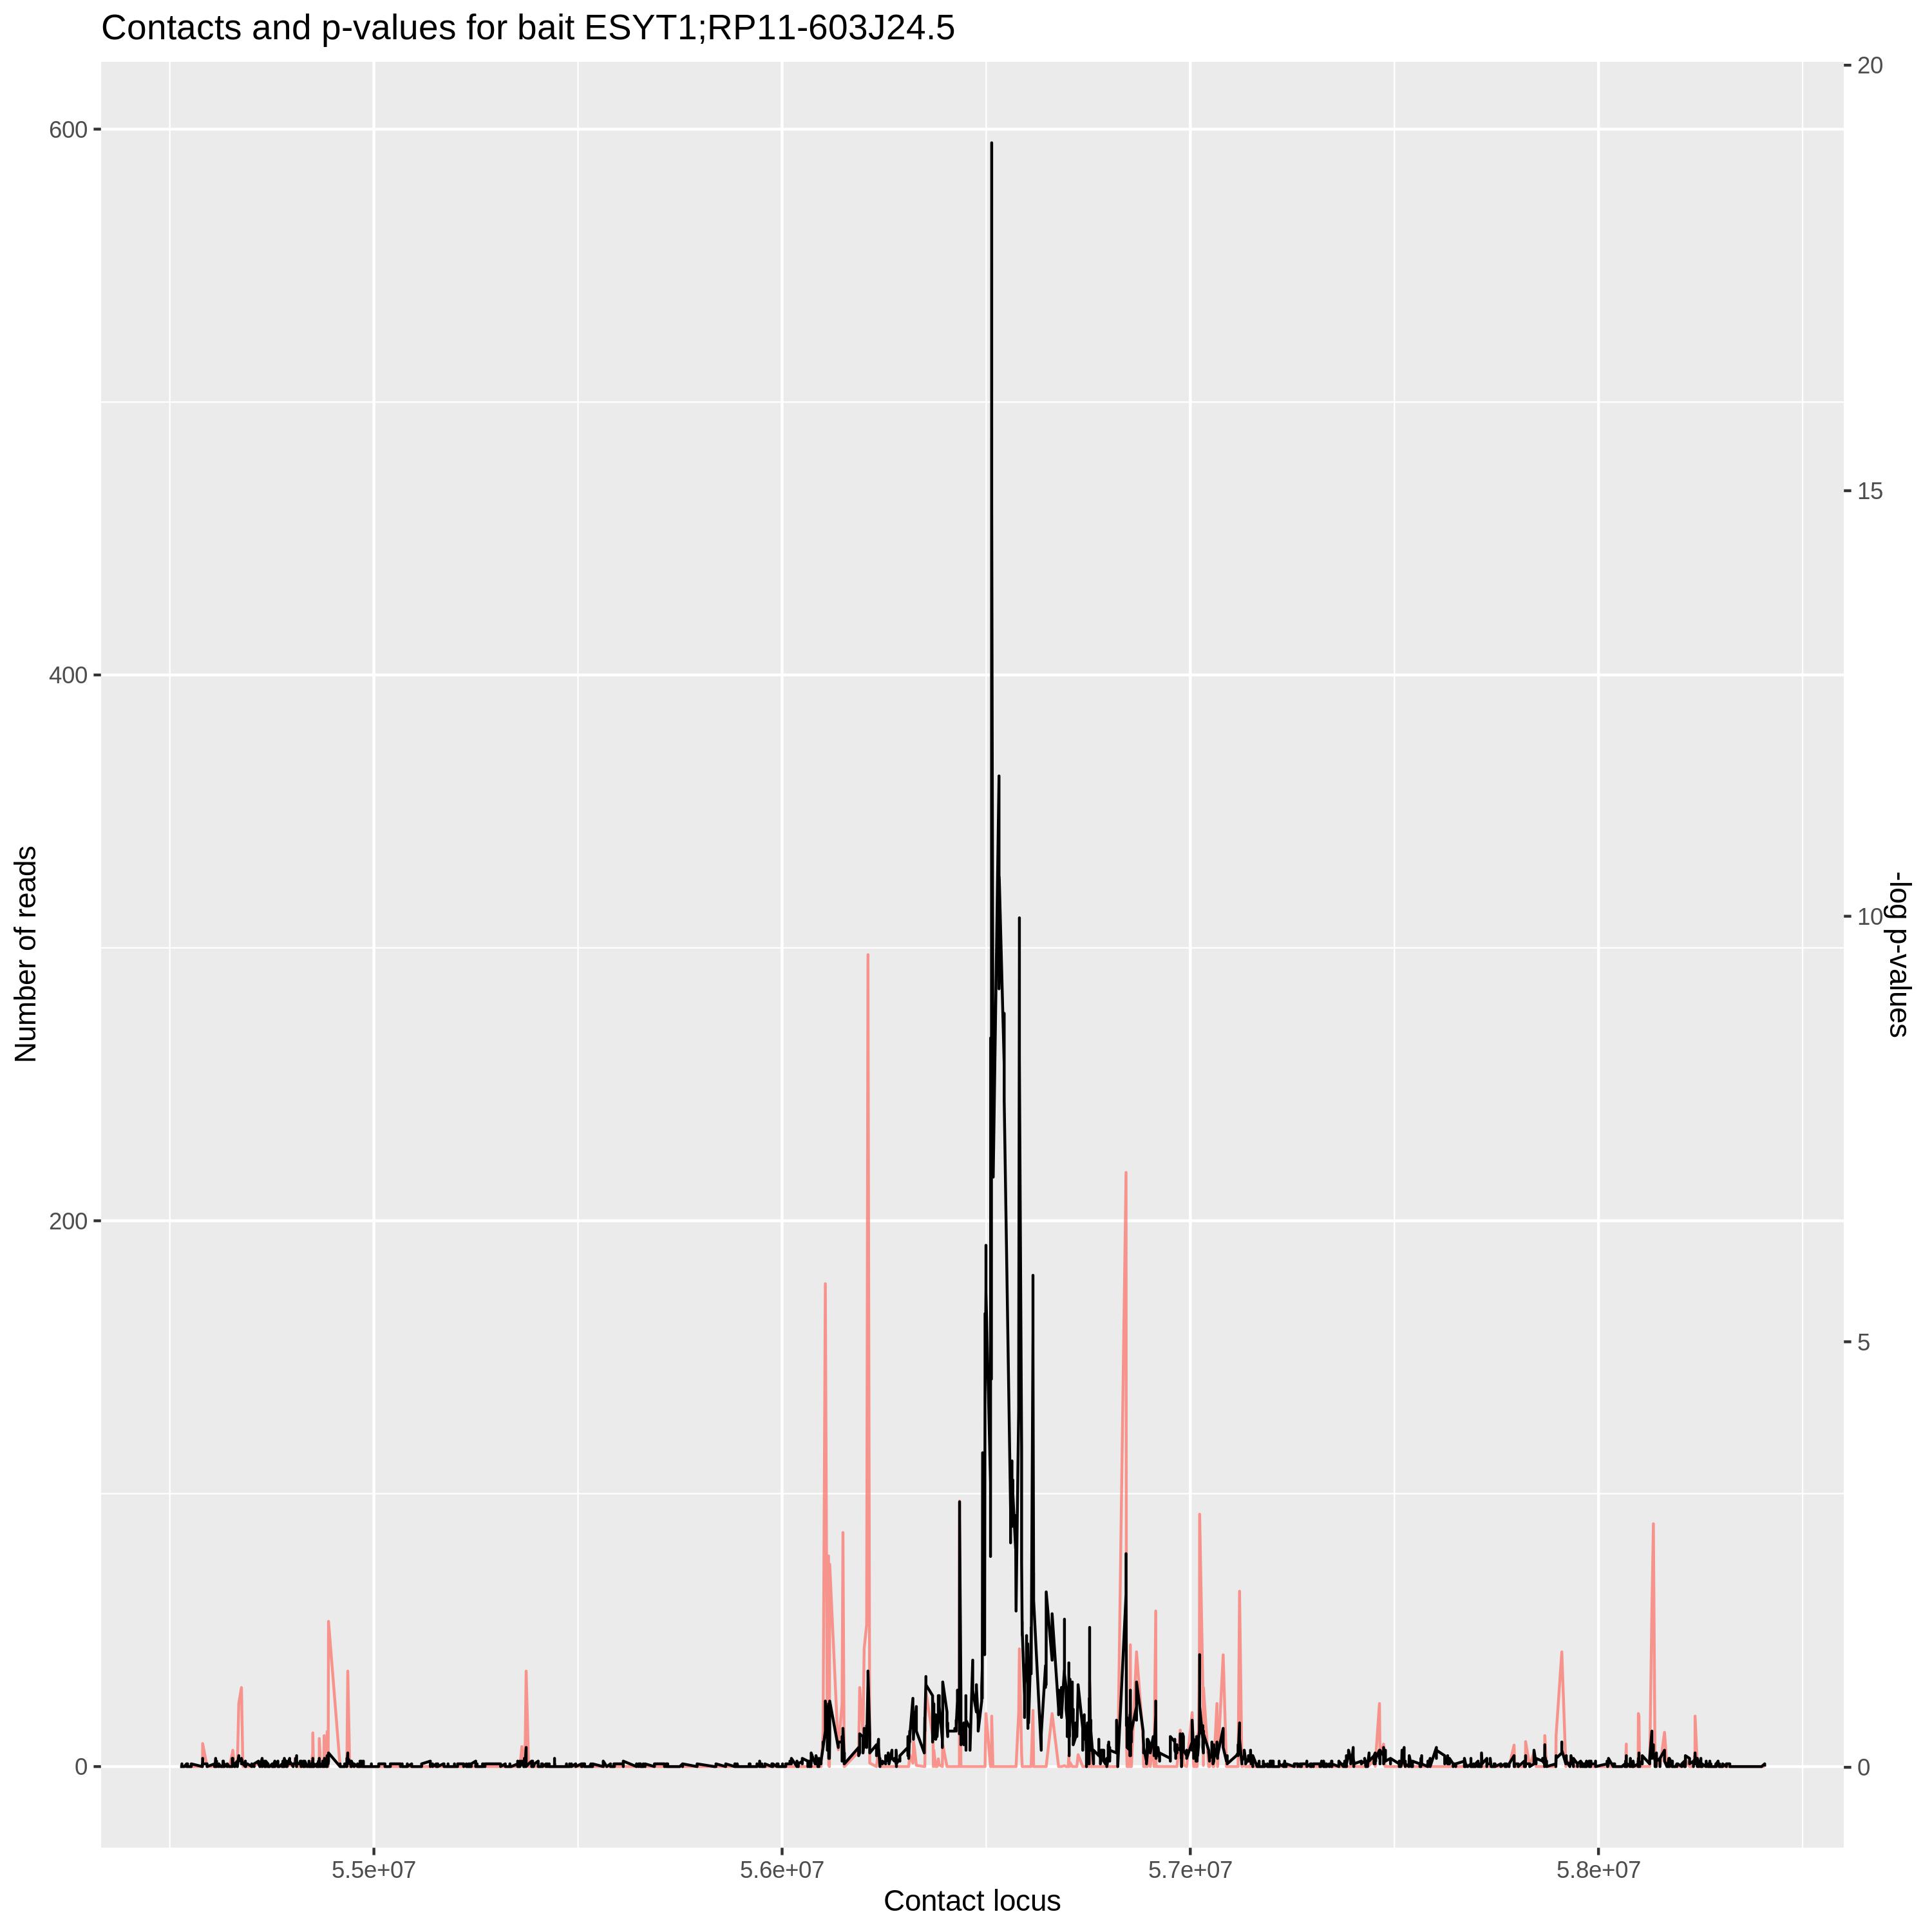 Contacts and p-values for bait ESYT1;RP11-603J24.5
600
400
200
0
Number of reads
20
15
10
5
0
-log p-values
5.5e+07
5.6e+07
5.7e+07
5.8e+07
Contact locus